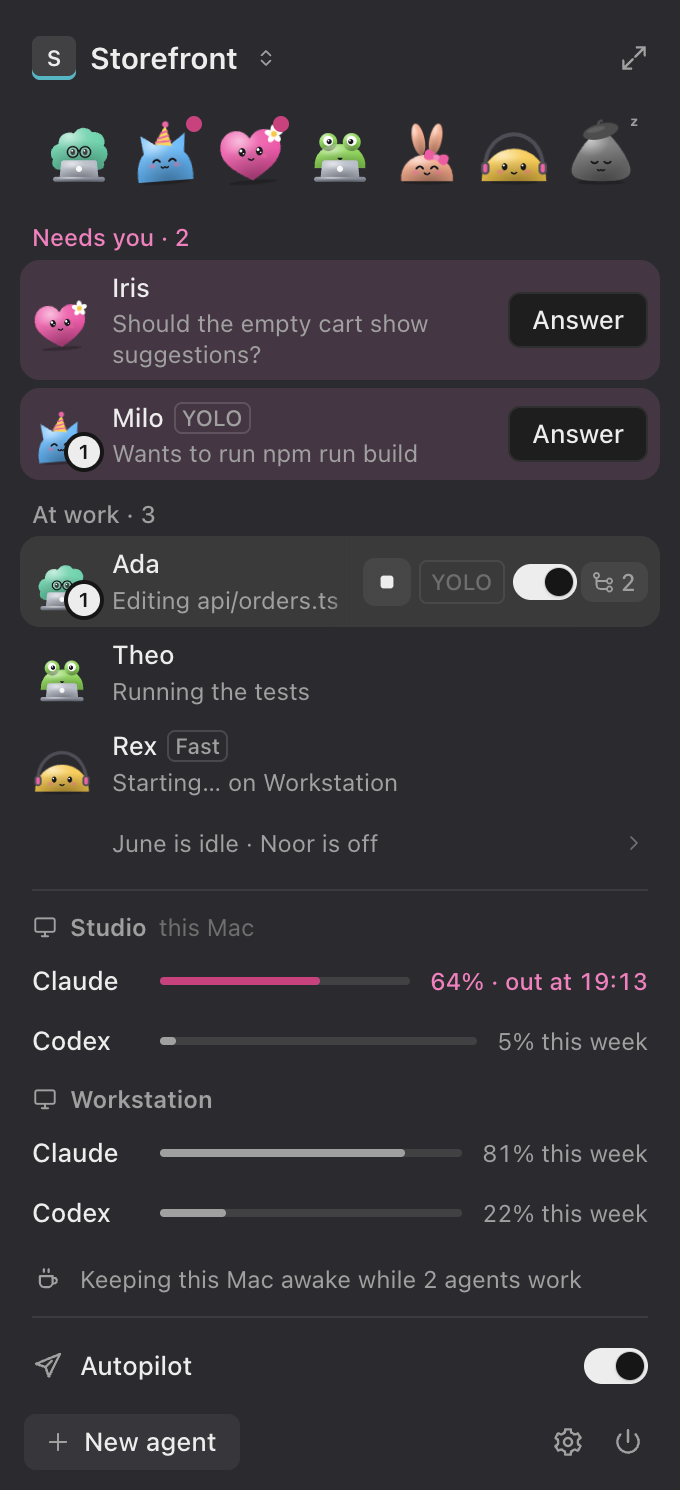 S Storefront
z
Needs you · 2
Iris
Should the empty cart show
suggestions?
Answer
Milo YOLO
1
Wants to run npm run build
Answer
At work · 3
Ada
1
Editing api/orders.ts
YOLO
2
Theo
Running the tests
Rex Fast
Starting... on Workstation
June is idle · Noor is off
Studio this Mac
Claude 64% · out at 19:13
Codex 5% this week
Workstation
Claude 81% this week
Codex 22% this week
Keeping this Mac awake while 2 agents work
Autopilot
New agent